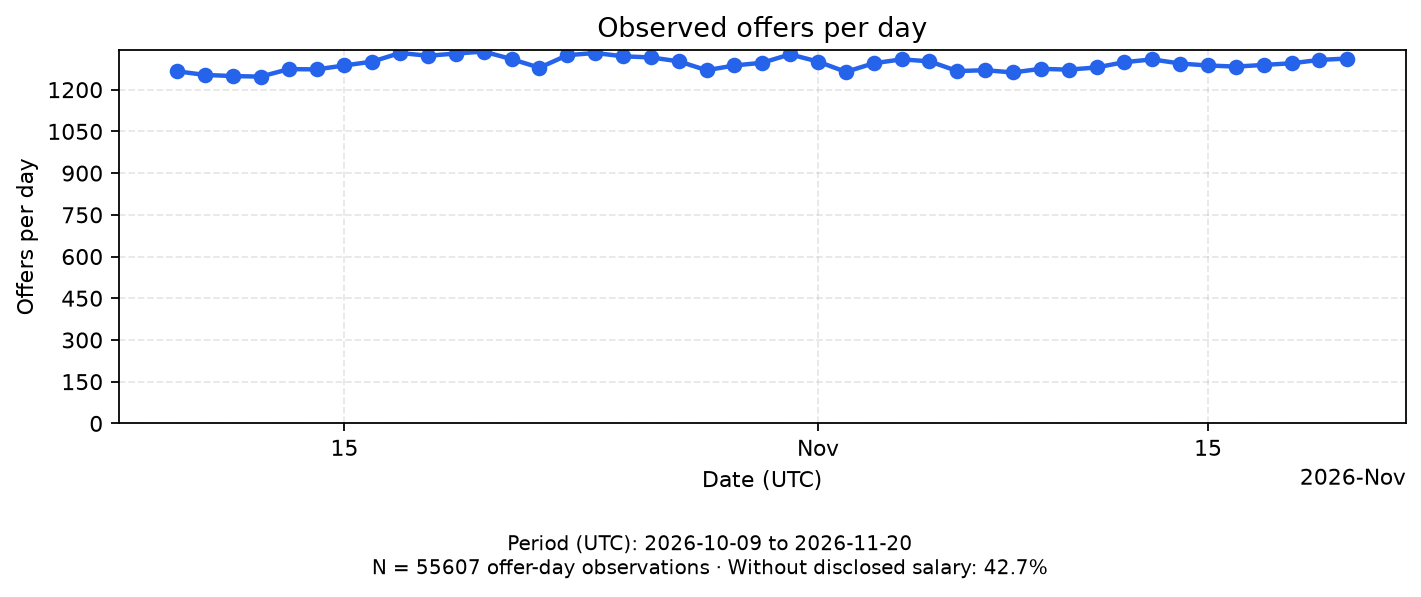 Observed offers per day
Offers per day
1200
1050
900
750
600
450
300
150
0
15
Nov
15
Date (UTC)
2026-Nov
Period (UTC): 2026-10-09 to 2026-11-20
N = 55607 offer-day observations · Without disclosed salary: 42.7%